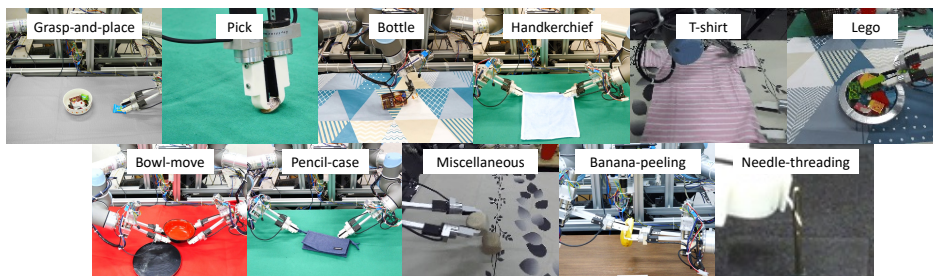 Grasp-and-place
Pick
Bottle
Handkerchief
T-shirt
Lego
Bowl-move
Pencil-case
Miscellaneous
Banana-peeling
Needle-threading